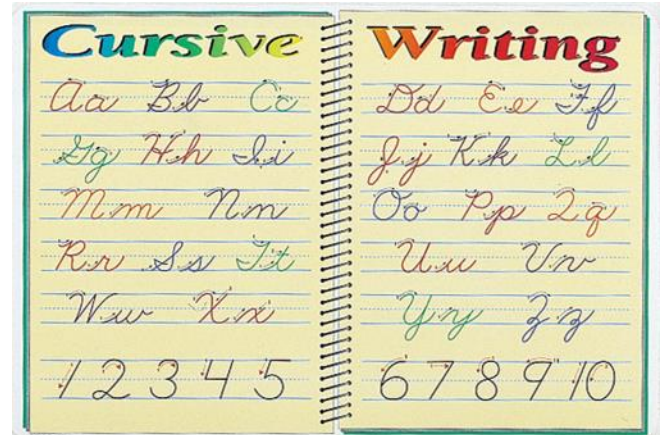 Cursive
Aa Bb Cc
Gg Hh Ii
Mm Nn
Rr Ss Tt
Ww Xx
1 2 3 4 5
Writing
Dd Ee Ff
Jj Kk Ll
Oo Pp Qq
Uu Vv
Yy Zz
6 7 8 9 10